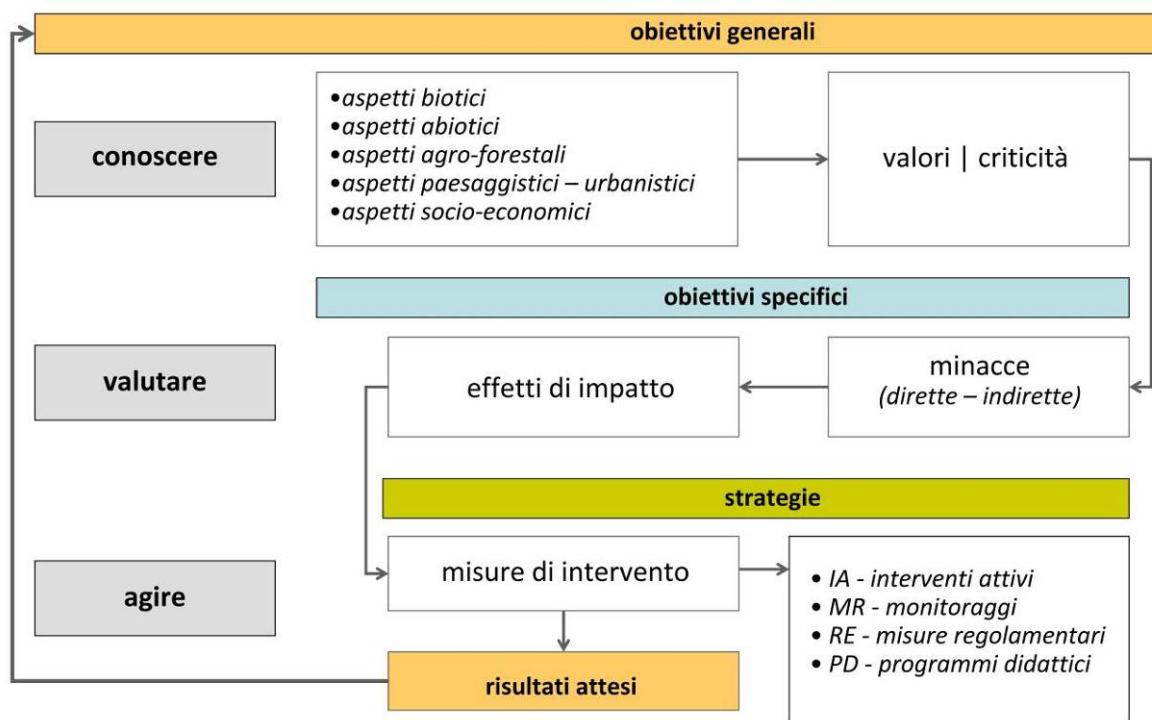 obiettivi generali
conoscere
•aspetti biotici
•aspetti abiotici
•aspetti agro-forestali
•aspetti paesaggistici – urbanistici
•aspetti socio-economici
valori | criticità
obiettivi specifici
valutare
effetti di impatto
minacce
(dirette – indirette)
strategie
agire
misure di intervento
• IA - interventi attivi
• MR - monitoraggi
• RE - misure regolamentari
• PD - programmi didattici
risultati attesi